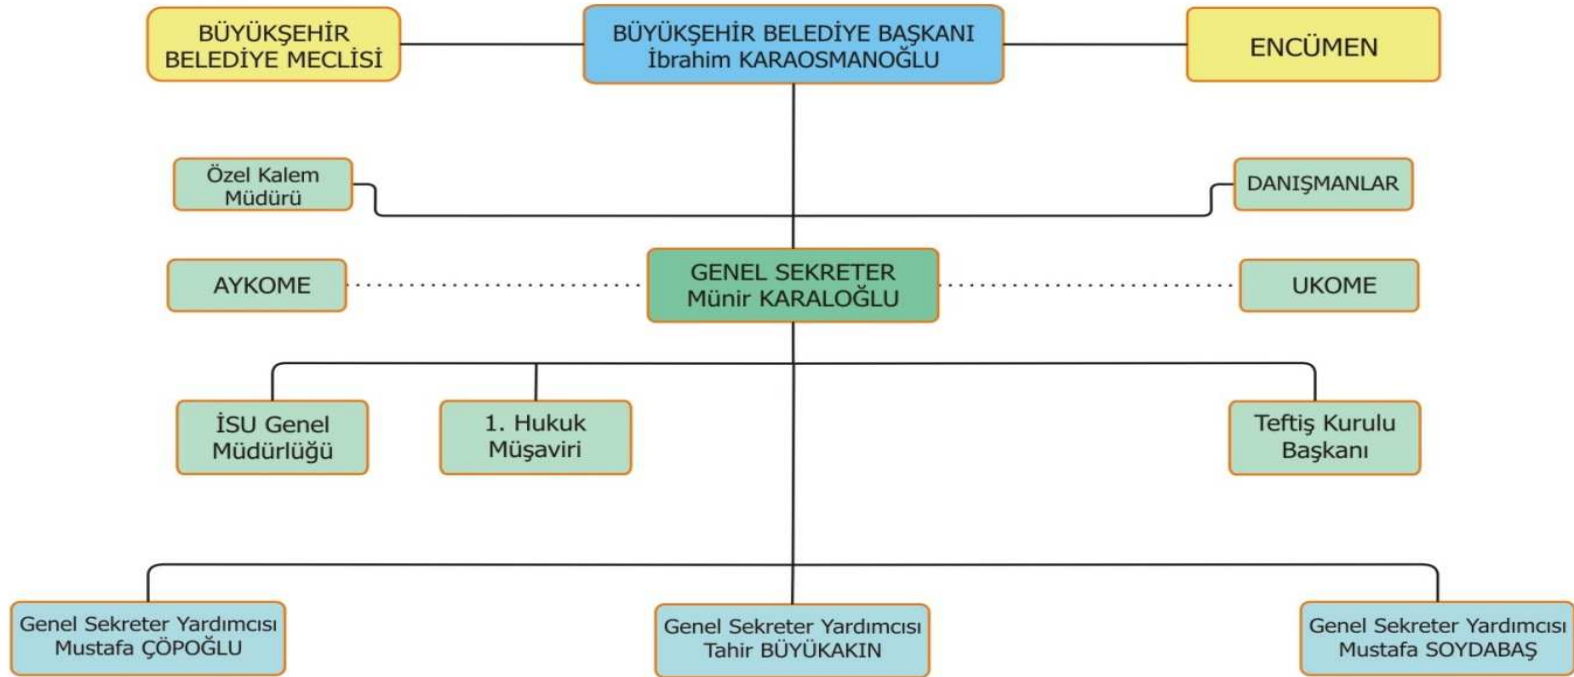 BÜYÜKŞEHİR
BELEDİYE MECLİSİ
BÜYÜKŞEHİR BELEDİYE BAŞKANI
İbrahim KARAOSMANOĞLU
ENCÜMEN
Özel Kalem
Müdürü
DANIŞMANLAR
AYKOME
GENEL SEKRETER
Münir KARALOĞLU
UKOME
İSU Genel
Müdürlüğü
1. Hukuk
Müşaviri
Teftiş Kurulu
Başkanı
Genel Sekreter Yardımcısı
Mustafa ÇÖPOĞLU
Genel Sekreter Yardımcısı
Tahir BÜYÜKAKIN
Genel Sekreter Yardımcısı
Mustafa SOYDABAŞ